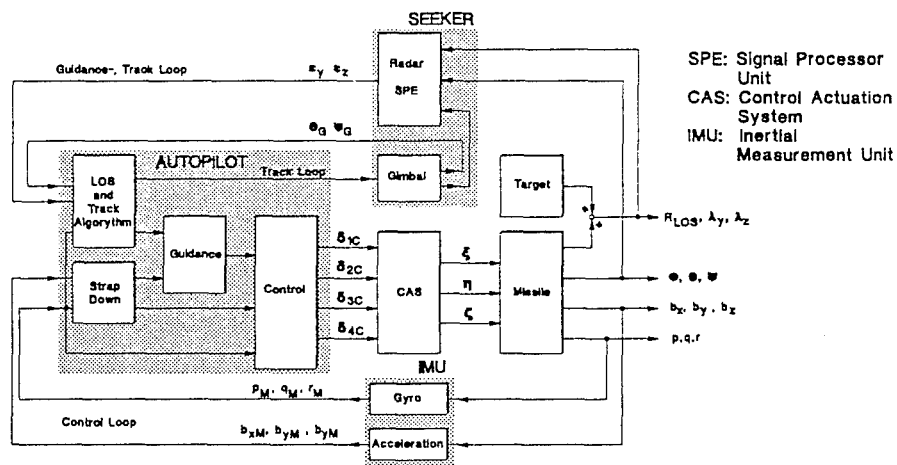 SEEKER
Guidance-, Track Loop
ε_y ε_z
Radar
SPE
SPE: Signal Processor
Unit
CAS: Control Actuation
System
IMU: Inertial
Measurement Unit
Θ_G Ψ_G
AUTOPILOT
LOS
and
Track
Algorythm
Track Loop
Gimbal
Target
+
+
R_LOS, λ_y, λ_z
Guidance
Strap
Down
Control
δ_1C
δ_2C
δ_3C
δ_4C
CAS
ξ
η
ζ
Missile
Θ, Θ, Ψ
b_x, b_y, b_z
p,q,r
IMU
p_M, q_M, r_M
Gyro
Control Loop
b_xM, b_yM, b_yM
Acceleration